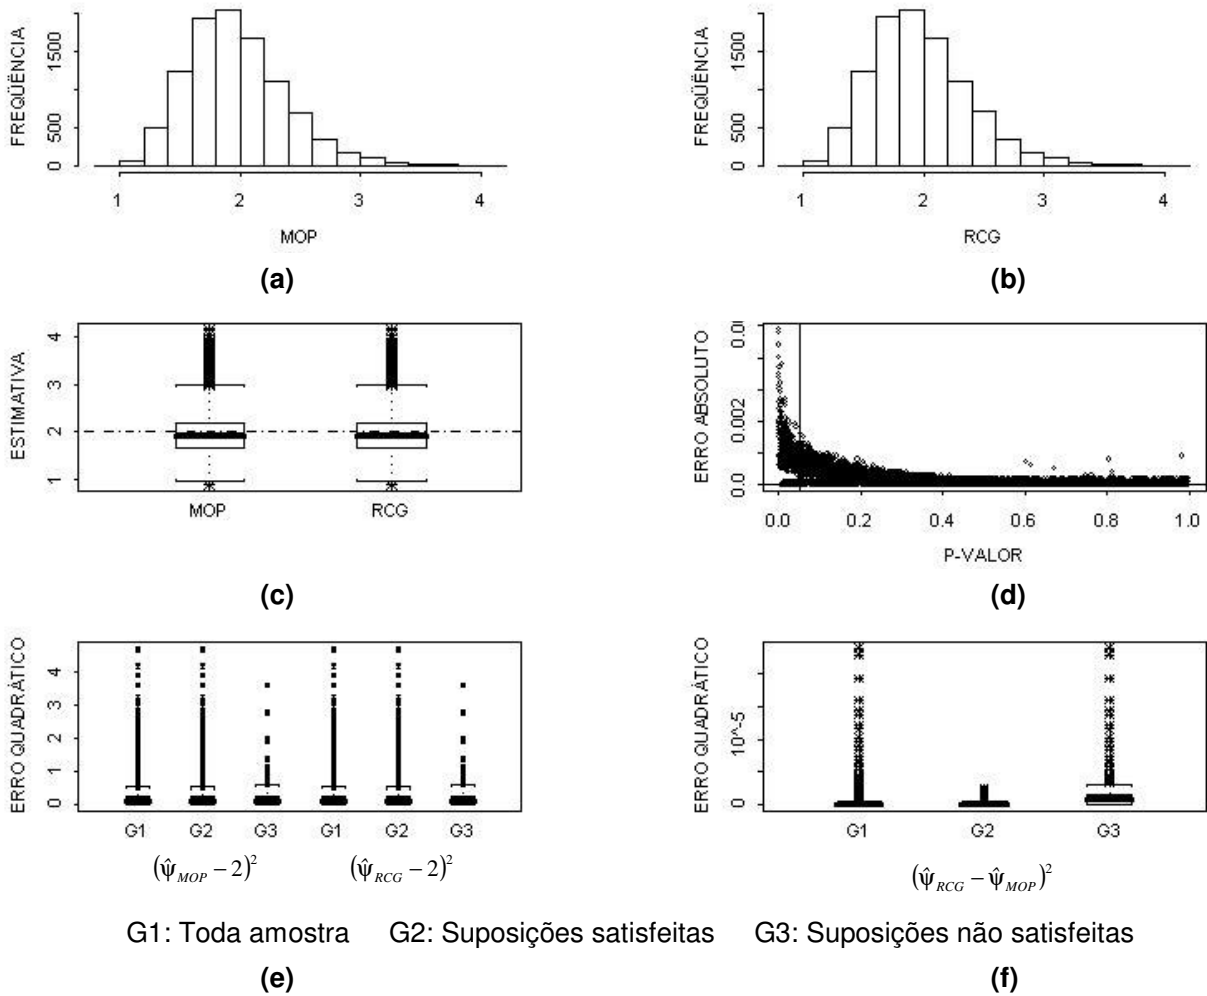 FREQÜÊNCIA
0 500 1500
1 2 3 4
MOP
(a)
FREQÜÊNCIA
0 500 1500
1 2 3 4
RCG
(b)
ESTIMATIVA
1 2 3 4
MOP RCG
(c)
ERRO ABSOLUTO
0.0 0.002
0.0 0.2 0.4 0.6 0.8 1.0
P-VALOR
(d)
ERRO QUADRÁTICO
0 1 2 3 4
G1 G2 G3 G1 G2 G3
(ψ̂_MOP − 2)² (ψ̂_RCG − 2)²
ERRO QUADRÁTICO
0 10^-5
G1 G2 G3
(ψ̂_RCG − ψ̂_MOP)²
G1: Toda amostra G2: Suposições satisfeitas G3: Suposições não satisfeitas
(e) (f)